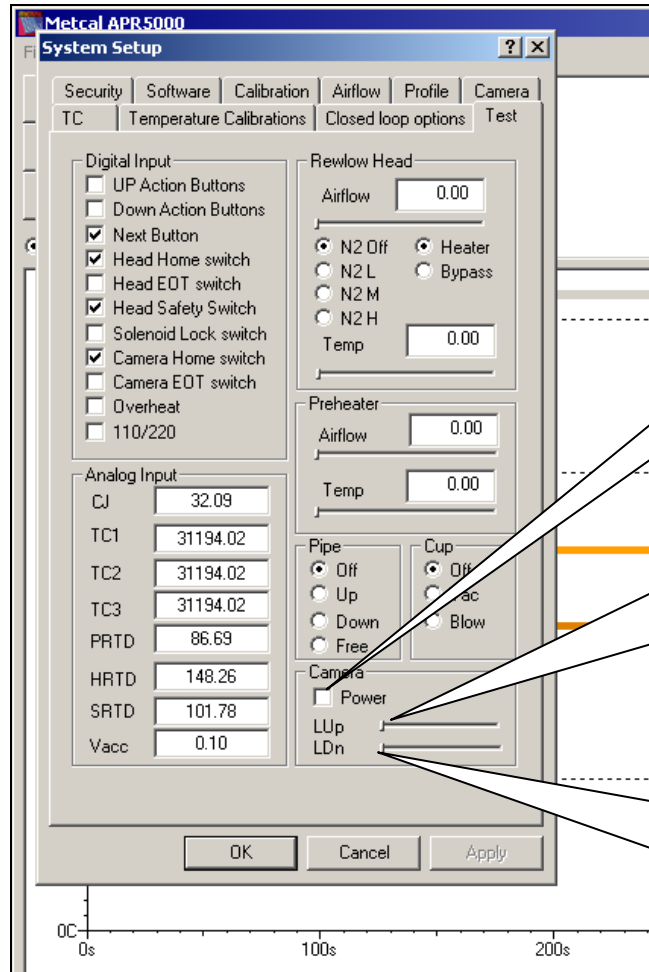 Metcal APR5000
Fi
System Setup
Security Software Calibration Airflow Profile Camera
TC Temperature Calibrations Closed loop options Test
Digital Input
UP Action Buttons
Down Action Buttons
Next Button
Head Home switch
Head EOT switch
Head Safety Switch
Solenoid Lock switch
Camera Home switch
Camera EOT switch
Overheat
110/220
Analog Input
CJ 32.09
TC1 31194.02
TC2 31194.02
TC3 31194.02
PRTD 86.69
HRTD 148.26
SRTD 101.78
Vacc 0.10
Rewlow Head
Airflow 0.00
N2 Off Heater
N2 L Bypass
N2 M
N2 H
Temp 0.00
Preheater
Airflow 0.00
Temp 0.00
Pipe
Off
Up
Down
Free
Cup
Off
Blow
Camera
Power
LUp
LDn
OK Cancel Apply
0C
0s 100s 200s